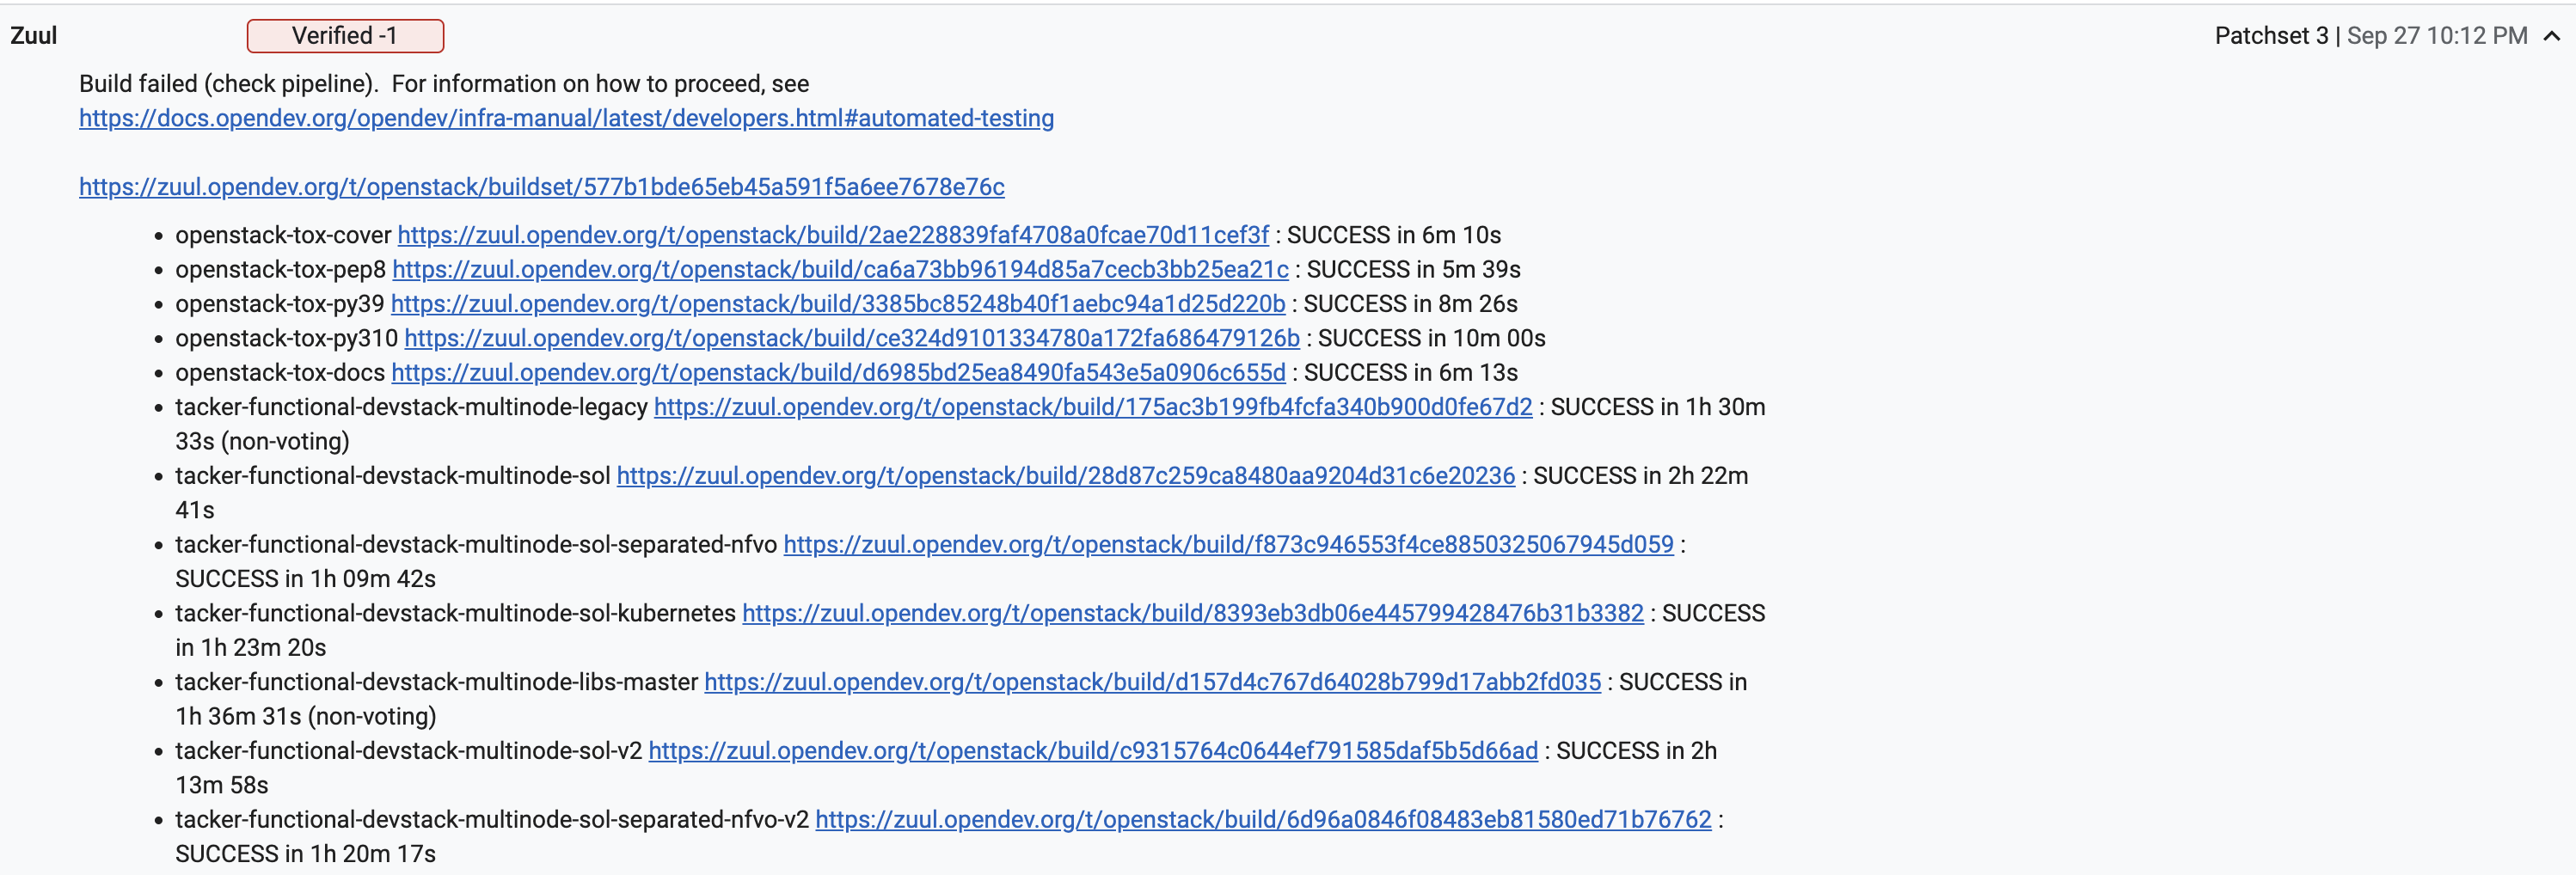 Zuul
Verified -1
Patchset 3 | Sep 27 10:12 PM
Build failed (check pipeline).  For information on how to proceed, see
https://docs.opendev.org/opendev/infra-manual/latest/developers.html#automated-testing
https://zuul.opendev.org/t/openstack/buildset/577b1bde65eb45a591f5a6ee7678e76c
• openstack-tox-cover https://zuul.opendev.org/t/openstack/build/2ae228839faf4708a0fcae70d11cef3f : SUCCESS in 6m 10s
• openstack-tox-pep8 https://zuul.opendev.org/t/openstack/build/ca6a73bb96194d85a7cecb3bb25ea21c : SUCCESS in 5m 39s
• openstack-tox-py39 https://zuul.opendev.org/t/openstack/build/3385bc85248b40f1aebc94a1d25d220b : SUCCESS in 8m 26s
• openstack-tox-py310 https://zuul.opendev.org/t/openstack/build/ce324d9101334780a172fa686479126b : SUCCESS in 10m 00s
• openstack-tox-docs https://zuul.opendev.org/t/openstack/build/d6985bd25ea8490fa543e5a0906c655d : SUCCESS in 6m 13s
• tacker-functional-devstack-multinode-legacy https://zuul.opendev.org/t/openstack/build/175ac3b199fb4fcfa340b900d0fe67d2 : SUCCESS in 1h 30m
33s (non-voting)
• tacker-functional-devstack-multinode-sol https://zuul.opendev.org/t/openstack/build/28d87c259ca8480aa9204d31c6e20236 : SUCCESS in 2h 22m
41s
• tacker-functional-devstack-multinode-sol-separated-nfvo https://zuul.opendev.org/t/openstack/build/f873c946553f4ce8850325067945d059 :
SUCCESS in 1h 09m 42s
• tacker-functional-devstack-multinode-sol-kubernetes https://zuul.opendev.org/t/openstack/build/8393eb3db06e445799428476b31b3382 : SUCCESS
in 1h 23m 20s
• tacker-functional-devstack-multinode-libs-master https://zuul.opendev.org/t/openstack/build/d157d4c767d64028b799d17abb2fd035 : SUCCESS in
1h 36m 31s (non-voting)
• tacker-functional-devstack-multinode-sol-v2 https://zuul.opendev.org/t/openstack/build/c9315764c0644ef791585daf5b5d66ad : SUCCESS in 2h
13m 58s
• tacker-functional-devstack-multinode-sol-separated-nfvo-v2 https://zuul.opendev.org/t/openstack/build/6d96a0846f08483eb81580ed71b76762 :
SUCCESS in 1h 20m 17s